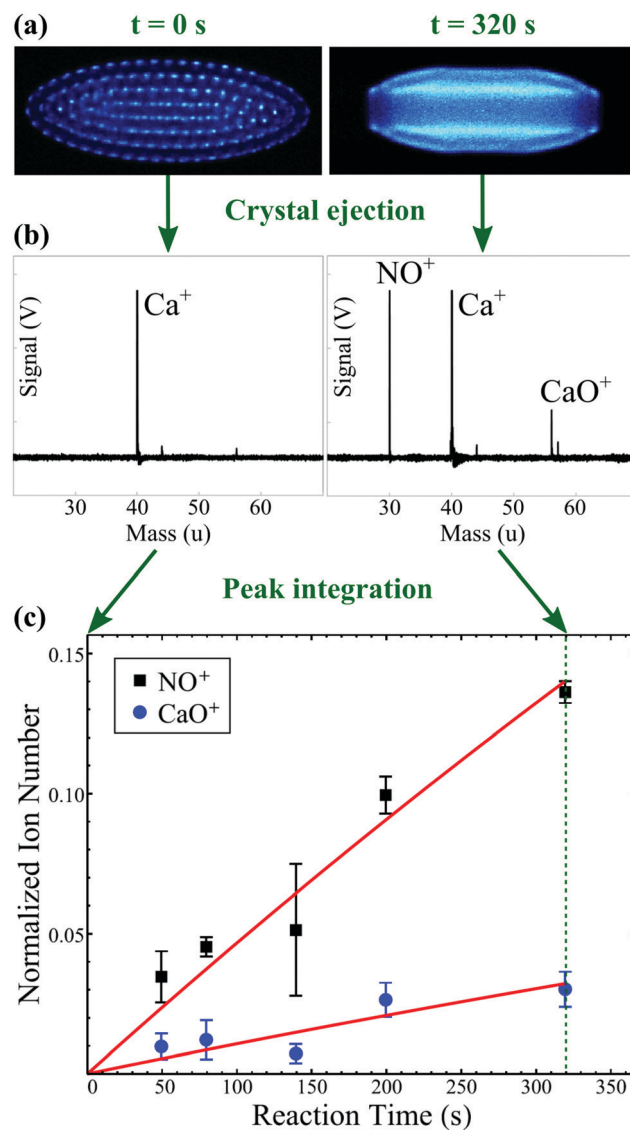 (a) t = 0 s t = 320 s
Crystal ejection
(b)
Signal (V)
Ca⁺
30 40 50 60
Mass (u)
Signal (V)
NO⁺
Ca⁺
CaO⁺
30 40 50 60
Mass (u)
Peak integration
(c)
Normalized Ion Number
0.15
0.10
0.05
NO⁺
CaO⁺
0 50 100 150 200 250 300 350
Reaction Time (s)